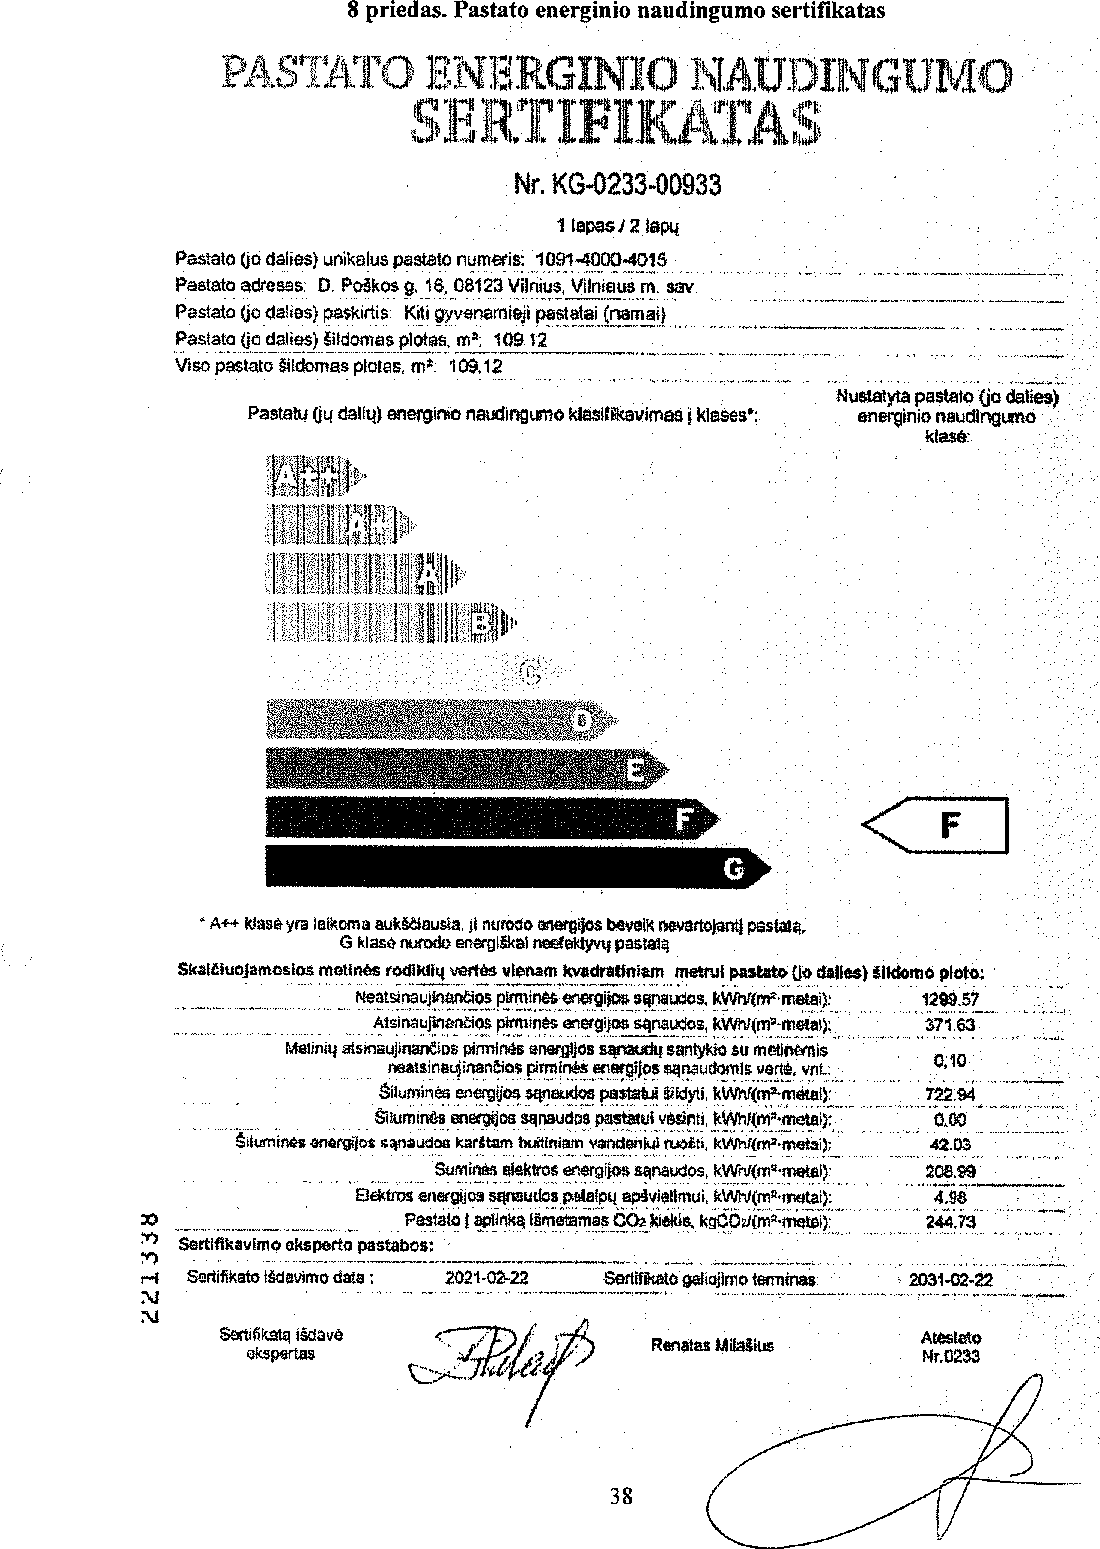 8 priedas. Pastato energinio naudingumo sertifikatas
PASTATO ENERGINIO NAUDINGUMO
SERTIFIKATAS
Nr. KG-0233-00933
1 lapas / 2 lapų
Pastato (jo dalies) unikalus pastato numeris: 1091-4000-4015
Pastato adresas: D. Poškos g. 16, 08123 Vilnius, Vilniaus m. sav.
Pastato (jo dalies) paskirtis: Kiti gyvenamieji pastatai (namai)
Pastato (jo dalies) šildomas plotas, m²: 109.12
Viso pastato šildomas plotas, m²: 109.12
Pastatų (jų dalių) energinio naudingumo klasifikavimas į klases*:
Nustatyta pastato (jo dalies)
energinio naudingumo
klasė:
A++
A+
A
B
C
D
E
F
F
G
* A++ klasė yra laikoma aukščiausia, ji nurodo energijos beveik nevartojantį pastatą,
G klasė nurodo energiškai neefektyvų pastatą
Skaičiuojamosios metinės rodiklių vertės vienam kvadratiniam metrui pastato (jo dalies) šildomo ploto:
Neatsinaujinančios pirminės energijos sąnaudos, kWh/(m²·metai): 1299.57
Atsinaujinančios pirminės energijos sąnaudos, kWh/(m²·metai): 371.63
Metinių atsinaujinančios pirminės energijos sąnaudų santykio su metinėmis
neatsinaujinančios pirminės energijos sąnaudomis vertė, vnt.: 0,10
Šiluminės energijos sąnaudos pastatui šildyti, kWh/(m²·metai): 722.94
Šiluminės energijos sąnaudos pastatui vėsinti, kWh/(m²·metai): 0.00
Šiluminės energijos sąnaudos karštam buitiniam vandeniui ruošti, kWh/(m²·metai): 42.03
Suminės elektros energijos sąnaudos, kWh/(m²·metai): 208.99
Elektros energijos sąnaudos patalpų apšvietimui, kWh/(m²·metai): 4.98
Pastato į aplinką išmetamas CO₂ kiekis, kgCO₂/(m²·metai): 244.73
Sertifikavimo eksperto pastabos:
Sertifikato išdavimo data : 2021-02-22 Sertifikato galiojimo terminas: 2031-02-22
221338
Sertifikatą išdavė
ekspertas
Renatas Milašius
Atestato
Nr.0233
38